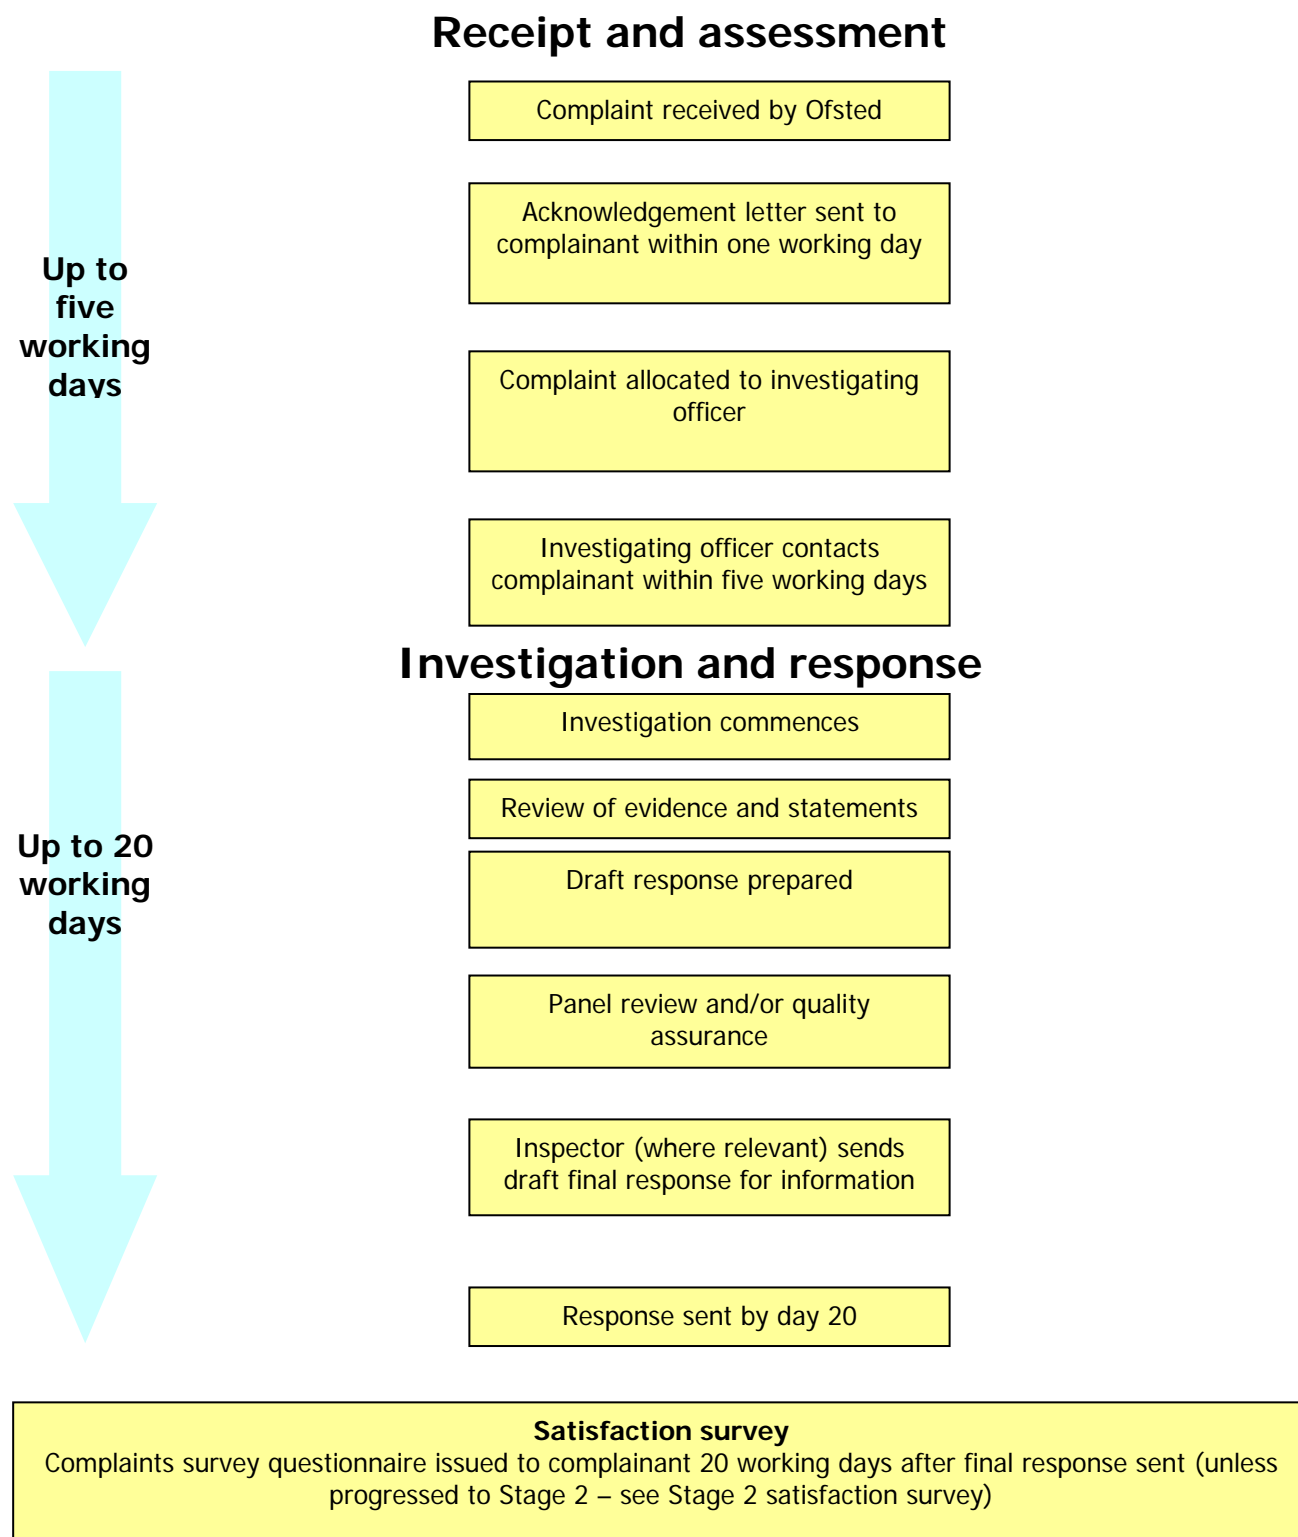 Receipt and assessment
Complaint received by Ofsted
Acknowledgement letter sent to
complainant within one working day
Up to
five
working
days
Complaint allocated to investigating
officer
Investigating officer contacts
complainant within five working days
Investigation and response
Investigation commences
Review of evidence and statements
Up to 20
working
days
Draft response prepared
Panel review and/or quality
assurance
Inspector (where relevant) sends
draft final response for information
Response sent by day 20
Satisfaction survey
Complaints survey questionnaire issued to complainant 20 working days after final response sent (unless
progressed to Stage 2 – see Stage 2 satisfaction survey)